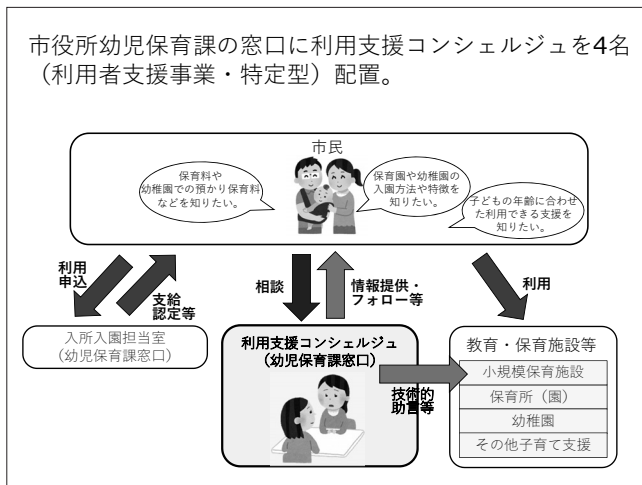 市役所幼児保育課の窓口に利用支援コンシェルジュを4名
（利用者支援事業・特定型）配置。
市民
保育料や
幼稚園での預かり保育料
などを知りたい。
保育園や幼稚園の
入園方法や特徴を
知りたい。
子どもの年齢に合わせ
た利用できる支援を
知りたい。
利用
申込
支給
認定等
相談
情報提供・
フォロー等
利用
入所入園担当室
（幼児保育課窓口）
利用支援コンシェルジュ
（幼児保育課窓口）
技術的
助言等
教育・保育施設等
小規模保育施設
保育所（園）
幼稚園
その他子育て支援